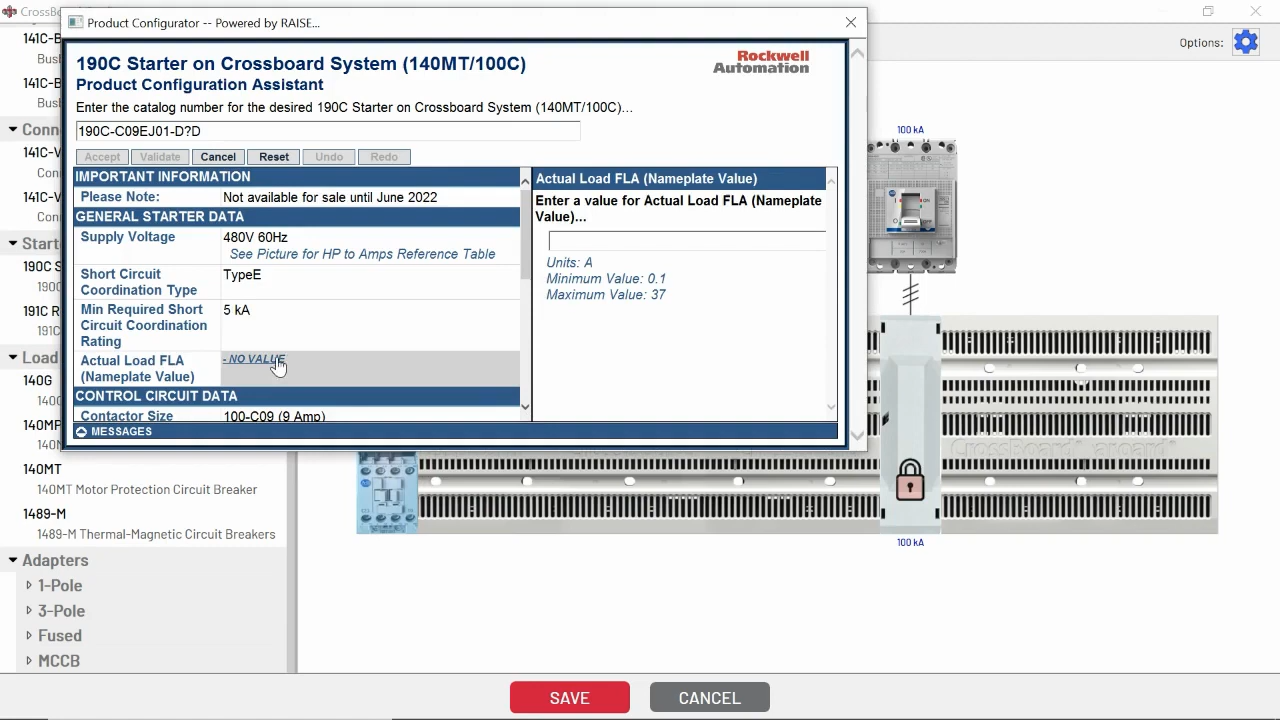 CrossBo
Product Configurator -- Powered by RAISE...
Options:
190C Starter on Crossboard System (140MT/100C)
Rockwell
Automation
Product Configuration Assistant
Enter the catalog number for the desired 190C Starter on Crossboard System (140MT/100C)...
190C-C09EJ01-D?D
Accept
Validate
Cancel
Reset
Undo
Redo
IMPORTANT INFORMATION
Please Note:
Not available for sale until June 2022
GENERAL STARTER DATA
Supply Voltage
480V 60Hz
See Picture for HP to Amps Reference Table
Short Circuit
Coordination Type
TypeE
Min Required Short
Circuit Coordination
Rating
5 kA
Actual Load FLA
(Nameplate Value)
- NO VALUE
CONTROL CIRCUIT DATA
Contactor Size
100-C09 (9 Amp)
MESSAGES
Actual Load FLA (Nameplate Value)
Enter a value for Actual Load FLA (Nameplate
Value)...
Units: A
Minimum Value: 0.1
Maximum Value: 37
141C-B
Bus
141C-B
Bus
Conn
141C-V
Con
141C-V
Con
Start
190C S
190C
191C R
191C
Load
140G
140G
140MP
140M
140MT
140MT Motor Protection Circuit Breaker
1489-M
1489-M Thermal-Magnetic Circuit Breakers
Adapters
1-Pole
3-Pole
Fused
MCCB
100 kA
100 kA
SAVE
CANCEL